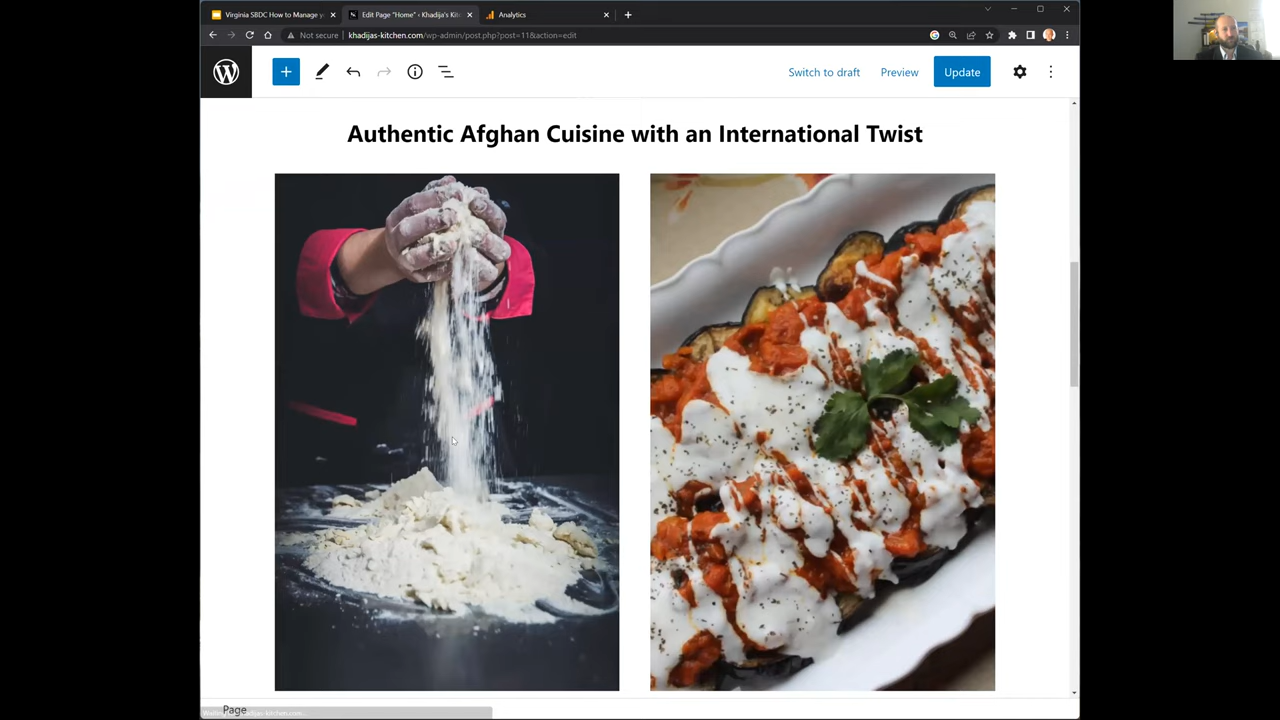 Virginia SBDC How to Manage y
Edit Page "Home" ‹ Khadija's Kit
Analytics
Not secure
khadijas-kitchen.com/wp-admin/post.php?post=11&action=edit
Switch to draft
Preview
Update
Authentic Afghan Cuisine with an International Twist
Page